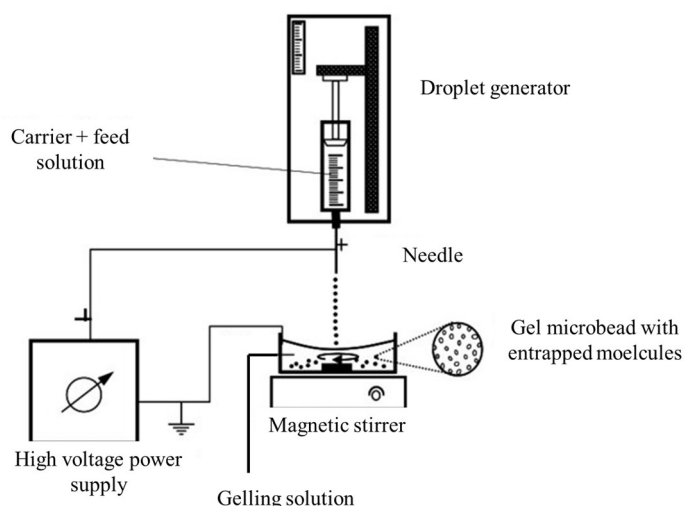 Droplet generator
Carrier + feed
solution
+
Needle
Gel microbead with
entrapped moelcules
Magnetic stirrer
High voltage power
supply
Gelling solution